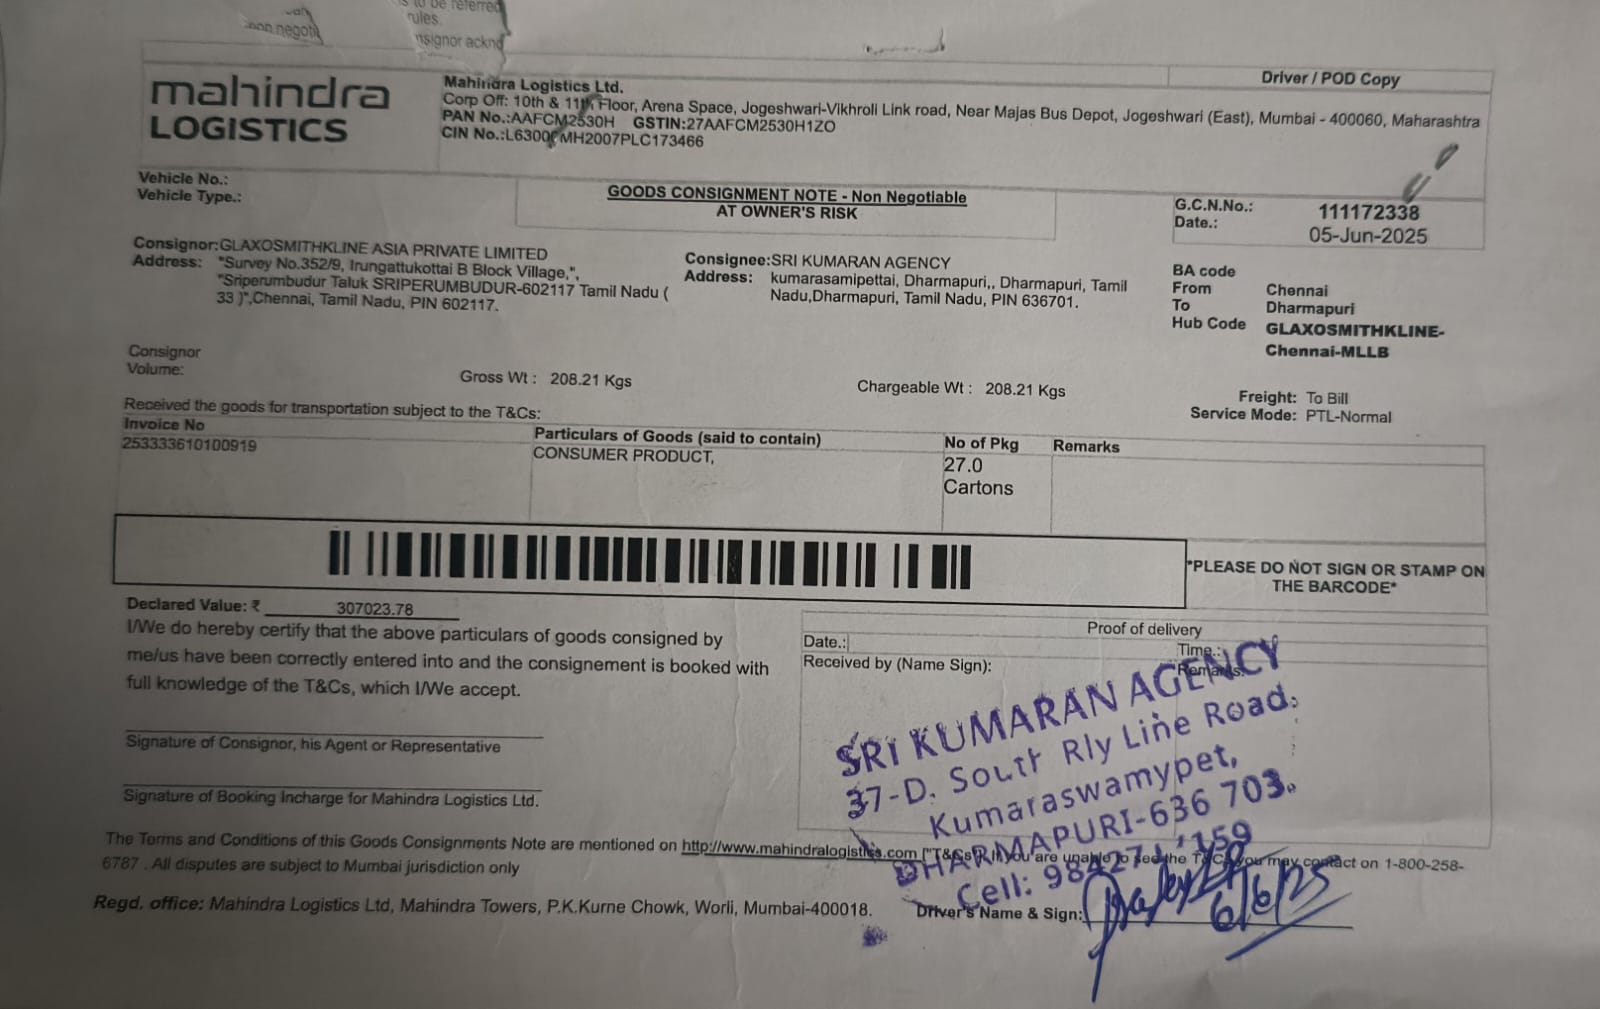 s to be referred
rules.
non negoti
nsignor ackno
mahindra
LOGISTICS
Driver / POD Copy
Mahindra Logistics Ltd.
Corp Off: 10th & 11th Floor, Arena Space, Jogeshwari-Vikhroli Link road, Near Majas Bus Depot, Jogeshwari (East), Mumbai - 400060, Maharashtra
PAN No.:AAFCM2530H GSTIN:27AAFCM2530H1ZO
CIN No.:L63000MH2007PLC173466
Vehicle No.:
Vehicle Type.:
GOODS CONSIGNMENT NOTE - Non Negotiable
AT OWNER'S RISK
G.C.N.No.: 111172338
Date.: 05-Jun-2025
Consignor:GLAXOSMITHKLINE ASIA PRIVATE LIMITED
Address: "Survey No.352/9, Irungattukottai B Block Village,",
"Sriperumbudur Taluk SRIPERUMBUDUR-602117 Tamil Nadu (
33 )",Chennai, Tamil Nadu, PIN 602117.
Consignee:SRI KUMARAN AGENCY
Address: kumarasamipettai, Dharmapuri,, Dharmapuri, Tamil
Nadu,Dharmapuri, Tamil Nadu, PIN 636701.
BA code
From Chennai
To Dharmapuri
Hub Code GLAXOSMITHKLINE-
Chennai-MLLB
Consignor
Volume:
Gross Wt : 208.21 Kgs
Chargeable Wt : 208.21 Kgs
Freight: To Bill
Service Mode: PTL-Normal
Received the goods for transportation subject to the T&Cs:
Invoice No
Particulars of Goods (said to contain)
No of Pkg
Remarks
253333610100919
CONSUMER PRODUCT,
27.0
Cartons
*PLEASE DO NOT SIGN OR STAMP ON
THE BARCODE*
Declared Value: ₹ 307023.78
I/We do hereby certify that the above particulars of goods consigned by
me/us have been correctly entered into and the consignement is booked with
full knowledge of the T&Cs, which I/We accept.
Signature of Consignor, his Agent or Representative
Signature of Booking Incharge for Mahindra Logistics Ltd.
Proof of delivery
Date.:
Time.:
Received by (Name Sign):
Remarks:
SRI KUMARAN AGENCY
37-D. South Rly Line Road.
Kumaraswamypet,
DHARMAPURI-636 703.
Cell: 984271 159
The Terms and Conditions of this Goods Consignments Note are mentioned on http://www.mahindralogistics.com ["T&Cs"]. If you are unable to see the T&C, you may contact on 1-800-258-
6787 . All disputes are subject to Mumbai jurisdiction only
Regd. office: Mahindra Logistics Ltd, Mahindra Towers, P.K.Kurne Chowk, Worli, Mumbai-400018.
Driver's Name & Sign:
6/6/25